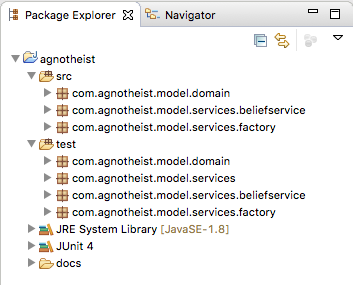 Package Explorer Navigator
agnotheist
src
com.agnotheist.model.domain
com.agnotheist.model.services.beliefservice
com.agnotheist.model.services.factory
test
com.agnotheist.model.domain
com.agnotheist.model.services
com.agnotheist.model.services.beliefservice
com.agnotheist.model.services.factory
JRE System Library [JavaSE-1.8]
JUnit 4
docs